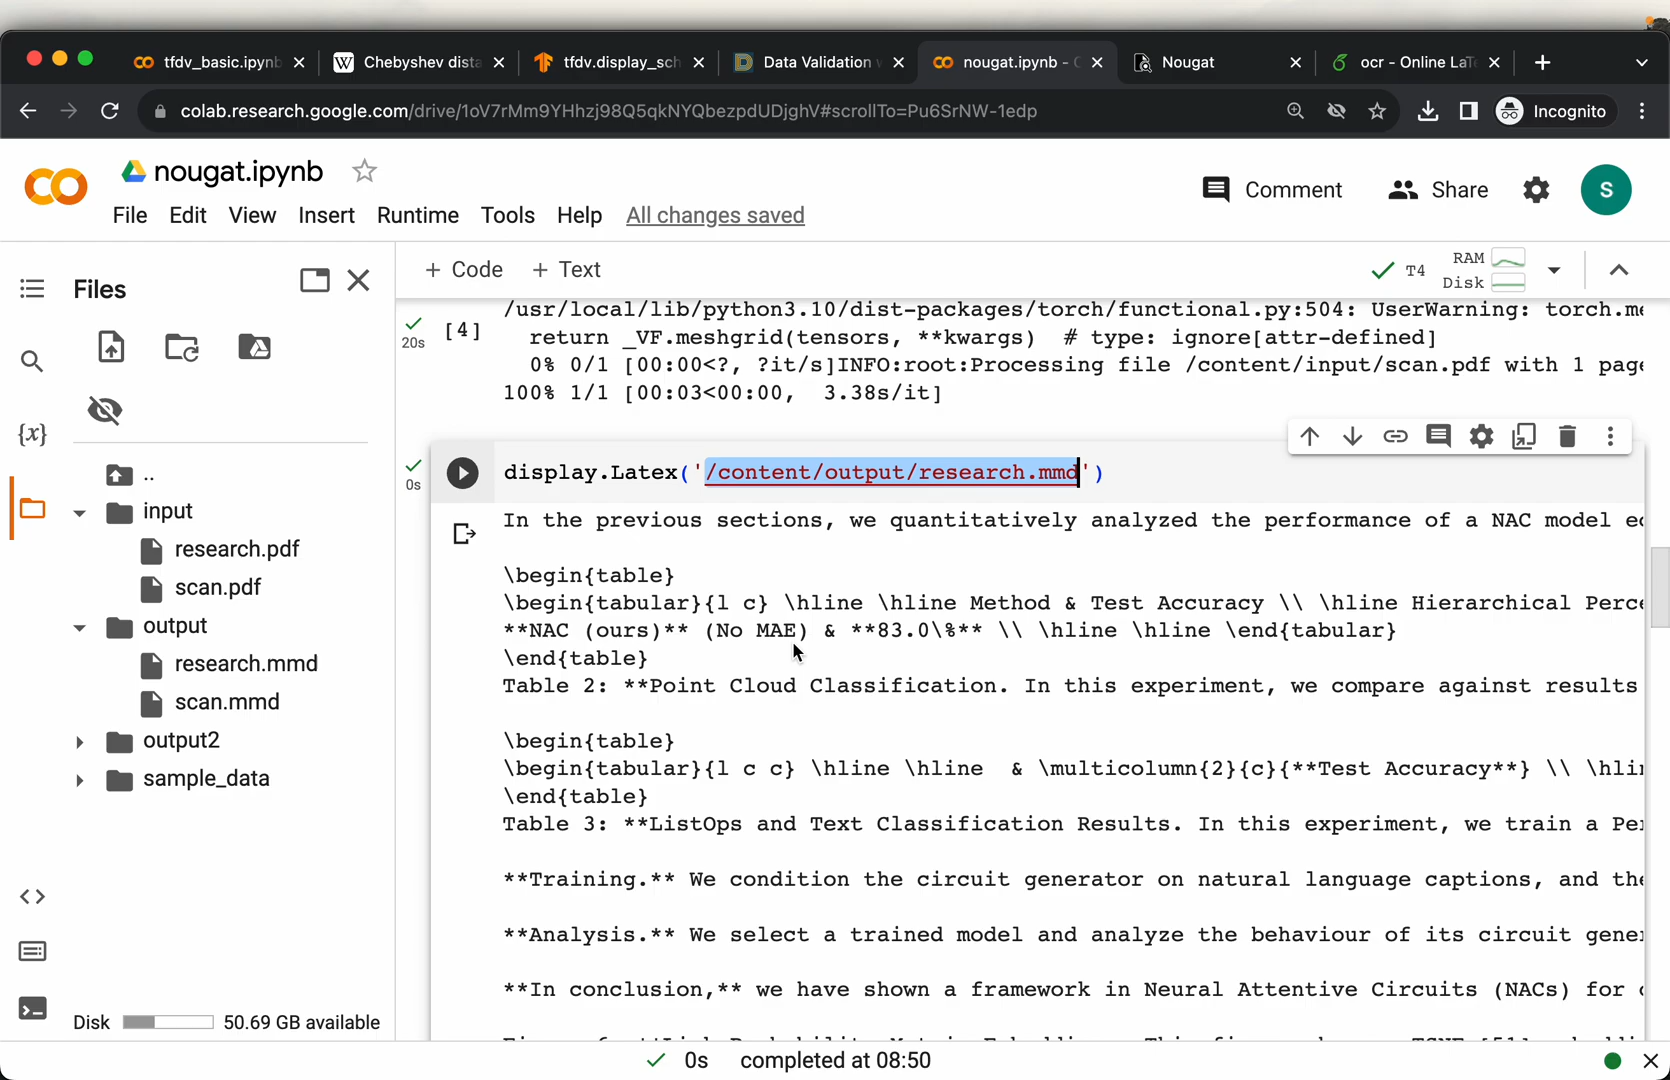 tfdv_basic.ipynb
Chebyshev dista
tfdv.display_sch
Data Validation
nougat.ipynb - C
Nougat
ocr - Online LaTe
colab.research.google.com/drive/1oV7rMm9YHhzj98Q5qkNYQbezpdUDjghV#scrollTo=Pu6SrNW-1edp
Incognito
nougat.ipynb
Comment
Share
S
File Edit View Insert Runtime Tools Help All changes saved
Files
+ Code + Text
T4
RAM
Disk
..
input
research.pdf
scan.pdf
output
research.mmd
scan.mmd
output2
sample_data
Disk 50.69 GB available
{x}
[4]
20s
/usr/local/lib/python3.10/dist-packages/torch/functional.py:504: UserWarning: torch.me
return _VF.meshgrid(tensors, **kwargs) # type: ignore[attr-defined]
0% 0/1 [00:00<?, ?it/s]INFO:root:Processing file /content/input/scan.pdf with 1 page
100% 1/1 [00:03<00:00, 3.38s/it]
0s
display.Latex('/content/output/research.mmd')
In the previous sections, we quantitatively analyzed the performance of a NAC model
\begin{table}
\begin{tabular}{l c} \hline \hline Method & Test Accuracy \\ \hline Hierarchical Perce
**NAC (ours)** (No MAE) & **83.0\%** \\ \hline \hline \end{tabular}
\end{table}
Table 2: **Point Cloud Classification. In this experiment, we compare against results
\begin{table}
\begin{tabular}{l c c} \hline \hline & \multicolumn{2}{c}{**Test Accuracy**} \\ \hlin
\end{table}
Table 3: **ListOps and Text Classification Results. In this experiment, we train a Pe
**Training.** We condition the circuit generator on natural language captions, and the
**Analysis.** We select a trained model and analyze the behaviour of its circuit gene
**In conclusion,** we have shown a framework in Neural Attentive Circuits (NACs) for
0s completed at 08:50